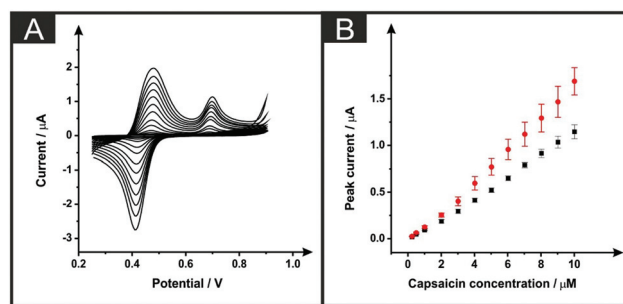 A
Current / μA
2
1
0
-1
-2
-3
0.2 0.4 0.6 0.8 1.0
Potential / V
B
Peak current / μA
1.5
1.0
0.5
0.0
0 2 4 6 8 10
Capsaicin concentration / μM